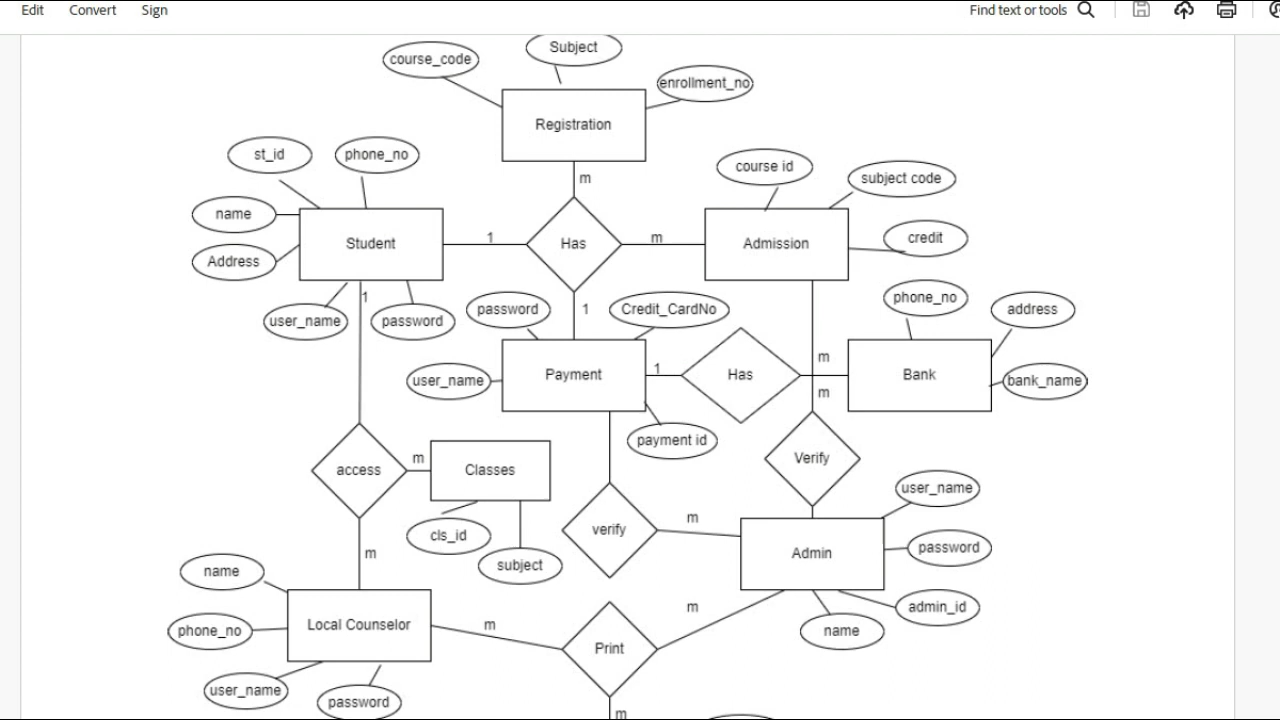 Edit Convert Sign Find text or tools
Subject
course_code
enrollment_no
Registration
st_id
phone_no
course id
subject code
m
name
Student
1
Has
m
Admission
credit
Address
1
user_name
password
password
1
Credit_CardNo
phone_no
address
user_name
Payment
1
Has
m
Bank
bank_name
m
payment id
access
m
Classes
Verify
cls_id
subject
verify
m
user_name
Admin
password
m
name
admin_id
name
phone_no
Local Counselor
m
Print
m
user_name
password
m